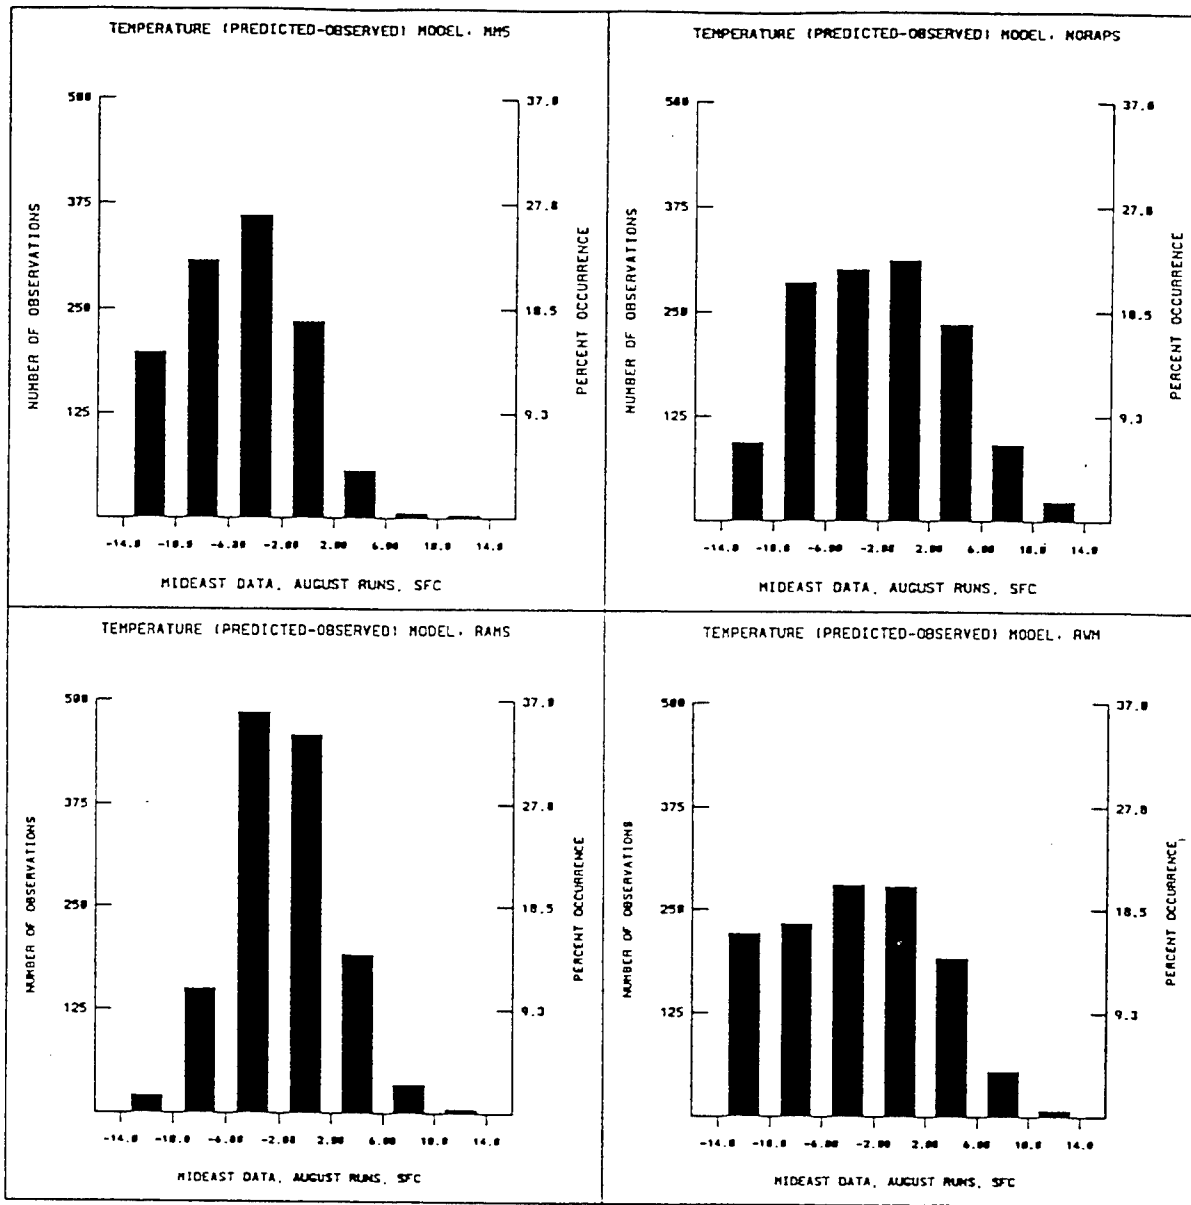 TEMPERATURE (PREDICTED-OBSERVED) MODEL. MM5
500
375
250
125
NUMBER OF OBSERVATIONS
37.0
27.8
18.5
9.3
PERCENT OCCURRENCE
-14.0 -10.0 -6.00 -2.00 2.00 6.00 10.0 14.0
MIDEAST DATA, AUGUST RUNS, SFC
TEMPERATURE (PREDICTED-OBSERVED) MODEL. NORAPS
500
375
250
125
NUMBER OF OBSERVATIONS
37.0
27.8
18.5
9.3
PERCENT OCCURRENCE
-14.0 -10.0 -6.00 -2.00 2.00 6.00 10.0 14.0
MIDEAST DATA, AUGUST RUNS, SFC
TEMPERATURE (PREDICTED-OBSERVED) MODEL. RAMS
500
375
250
125
NUMBER OF OBSERVATIONS
37.0
27.8
18.5
9.3
PERCENT OCCURRENCE
-14.0 -10.0 -6.00 -2.00 2.00 6.00 10.0 14.0
MIDEAST DATA, AUGUST RUNS, SFC
TEMPERATURE (PREDICTED-OBSERVED) MODEL. RWM
500
375
250
125
NUMBER OF OBSERVATIONS
37.0
27.8
18.5
9.3
PERCENT OCCURRENCE
-14.0 -10.0 -6.00 -2.00 2.00 6.00 10.0 14.0
MIDEAST DATA, AUGUST RUNS, SFC